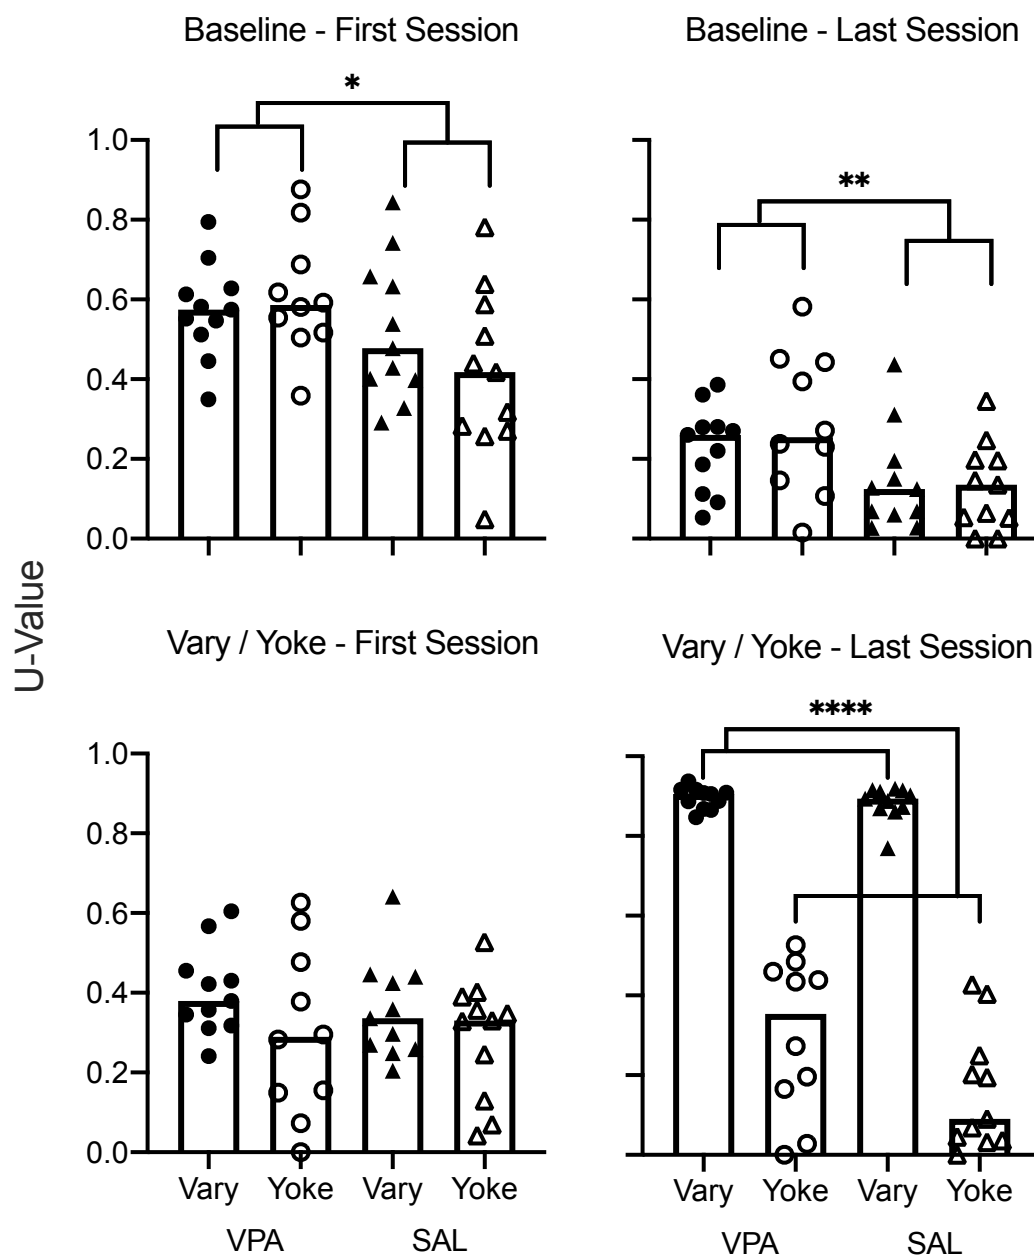 Baseline - First Session
Baseline - Last Session
*
**
1.0
0.8
0.6
0.4
0.2
0.0
U-Value
Vary / Yoke - First Session
Vary / Yoke - Last Session
****
1.0
0.8
0.6
0.4
0.2
0.0
Vary Yoke Vary Yoke
Vary Yoke Vary Yoke
VPA SAL
VPA SAL